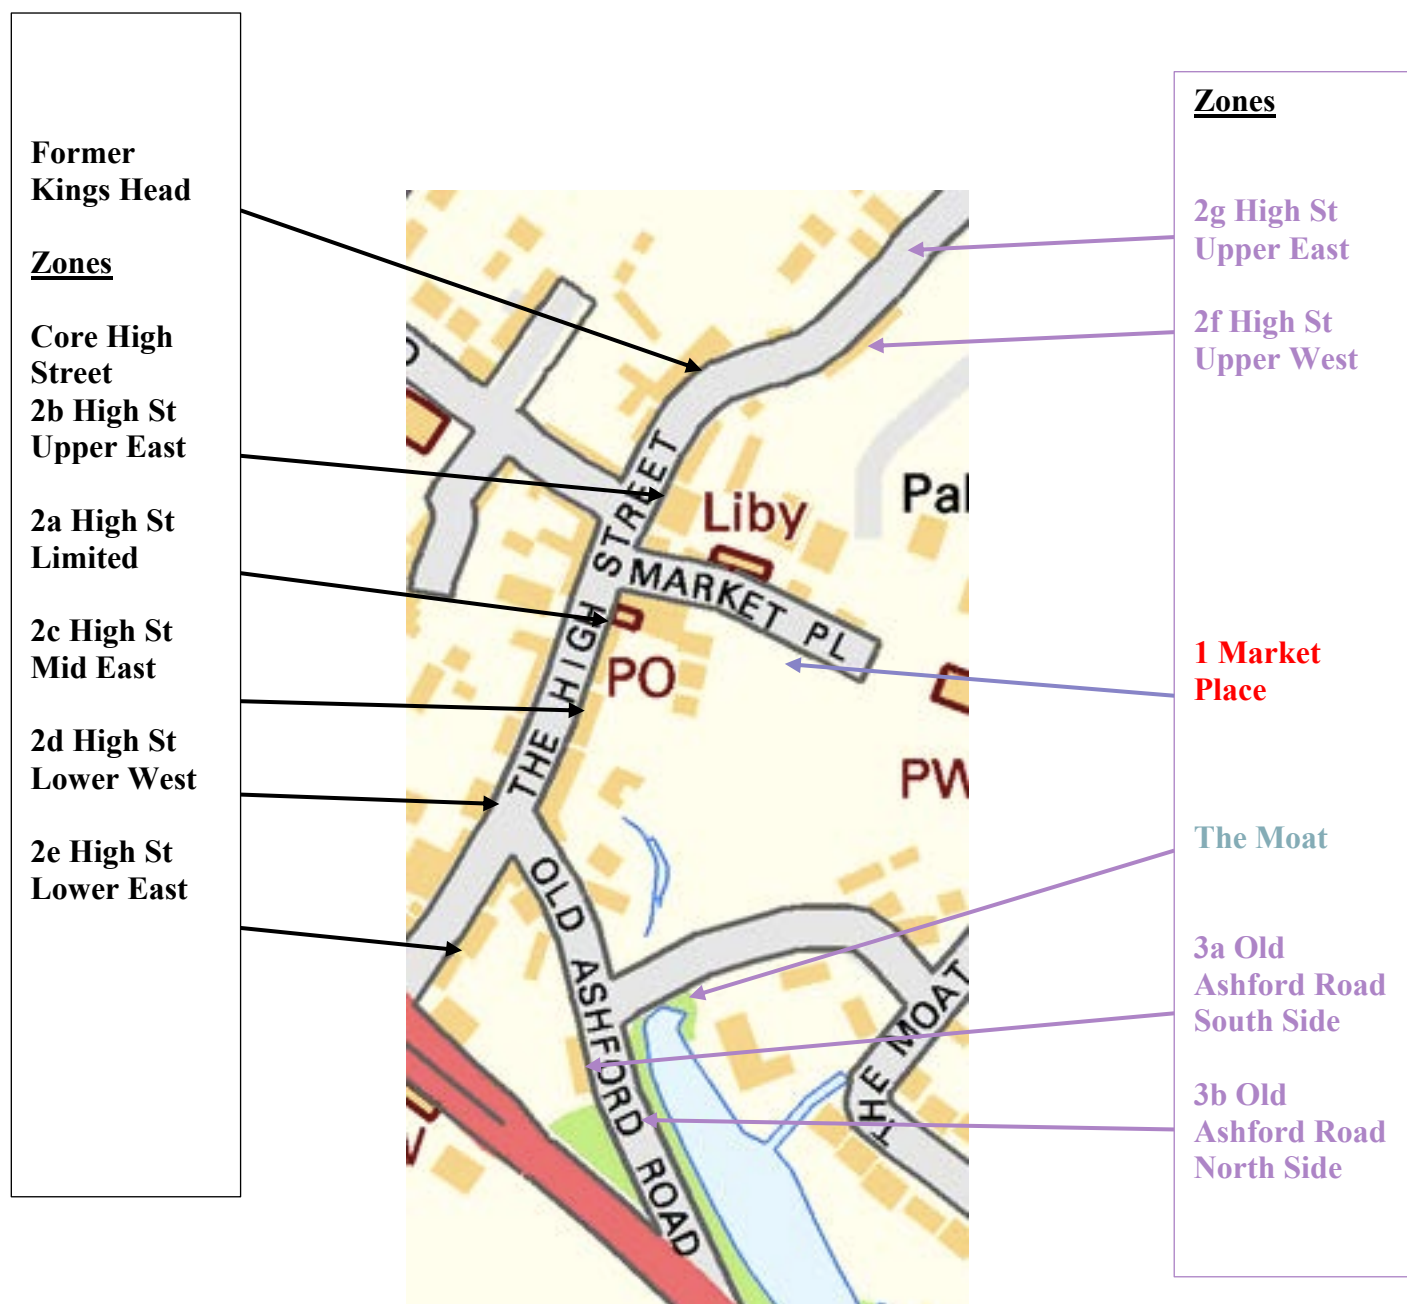 Former
Kings Head
Zones
Core High
Street
2b High St
Upper East
2a High St
Limited
2c High St
Mid East
2d High St
Lower West
2e High St
Lower East
THE HIGH STREET
Liby
MARKET PL
PO
Pal
PW
OLD ASHFORD ROAD
THE MOAT
Zones
2g High St
Upper East
2f High St
Upper West
1 Market
Place
The Moat
3a Old
Ashford Road
South Side
3b Old
Ashford Road
North Side